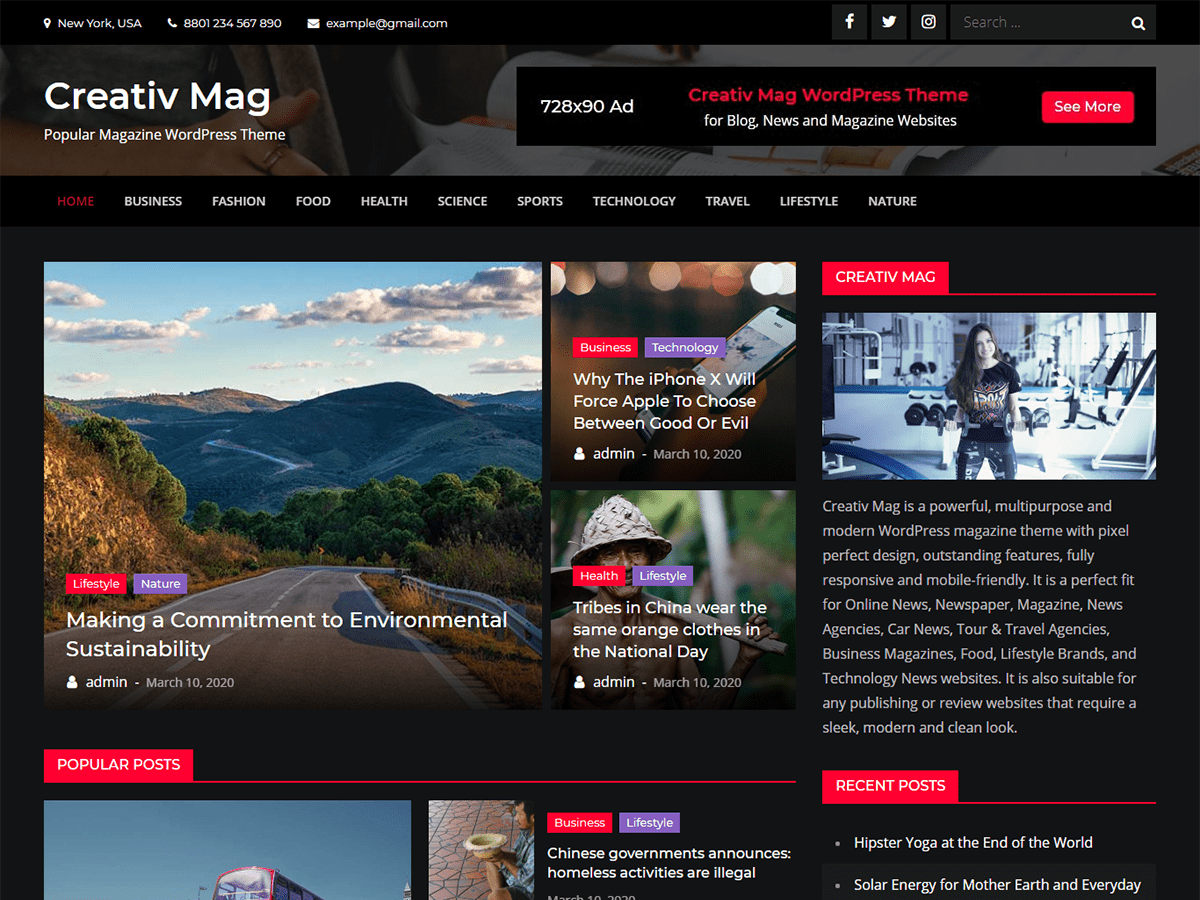 New York, USA
8801 234 567 890
example@gmail.com
Search ...
Creativ Mag
Popular Magazine WordPress Theme
728x90 Ad
Creativ Mag WordPress Theme
for Blog, News and Magazine Websites
See More
HOME BUSINESS FASHION FOOD HEALTH SCIENCE SPORTS TECHNOLOGY TRAVEL LIFESTYLE NATURE
Lifestyle Nature
Making a Commitment to Environmental
Sustainability
admin - March 10, 2020
Business Technology
Why The iPhone X Will
Force Apple To Choose
Between Good Or Evil
admin - March 10, 2020
Health Lifestyle
Tribes in China wear the
same orange clothes in
the National Day
admin - March 10, 2020
CREATIV MAG
Creativ Mag is a powerful, multipurpose and
modern WordPress magazine theme with pixel
perfect design, outstanding features, fully
responsive and mobile-friendly. It is a perfect fit
for Online News, Newspaper, Magazine, News
Agencies, Car News, Tour & Travel Agencies,
Business Magazines, Food, Lifestyle Brands, and
Technology News websites. It is also suitable for
any publishing or review websites that require a
sleek, modern and clean look.
POPULAR POSTS
Business Lifestyle
Chinese governments announces:
homeless activities are illegal
March 10, 2020
RECENT POSTS
Hipster Yoga at the End of the World
Solar Energy for Mother Earth and Everyday